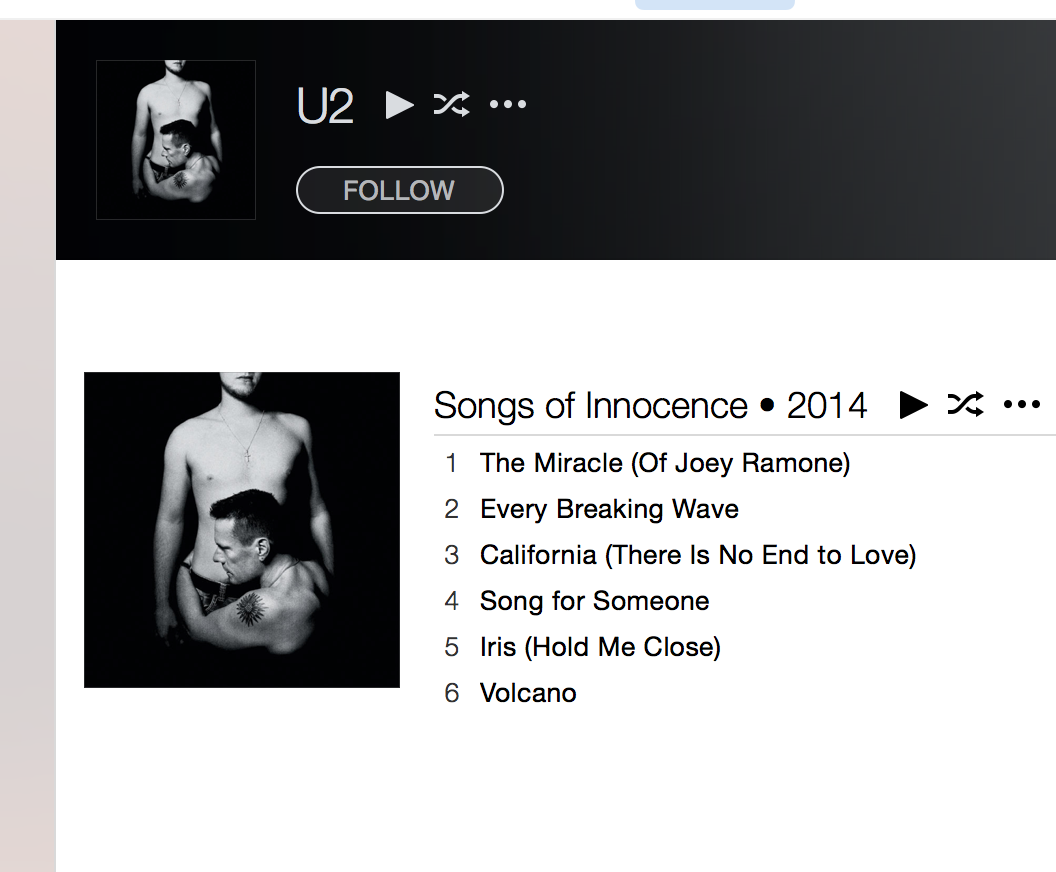 U2
FOLLOW
Songs of Innocence • 2014
1 The Miracle (Of Joey Ramone)
2 Every Breaking Wave
3 California (There Is No End to Love)
4 Song for Someone
5 Iris (Hold Me Close)
6 Volcano